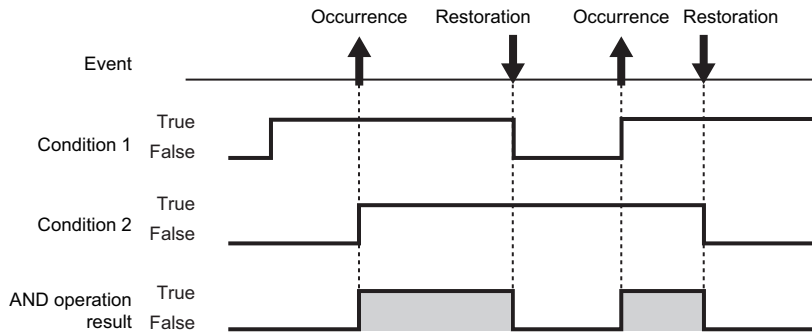 Occurrence Restoration Occurrence Restoration
Event
True
Condition 1
False
True
Condition 2
False
True
AND operation
result
False